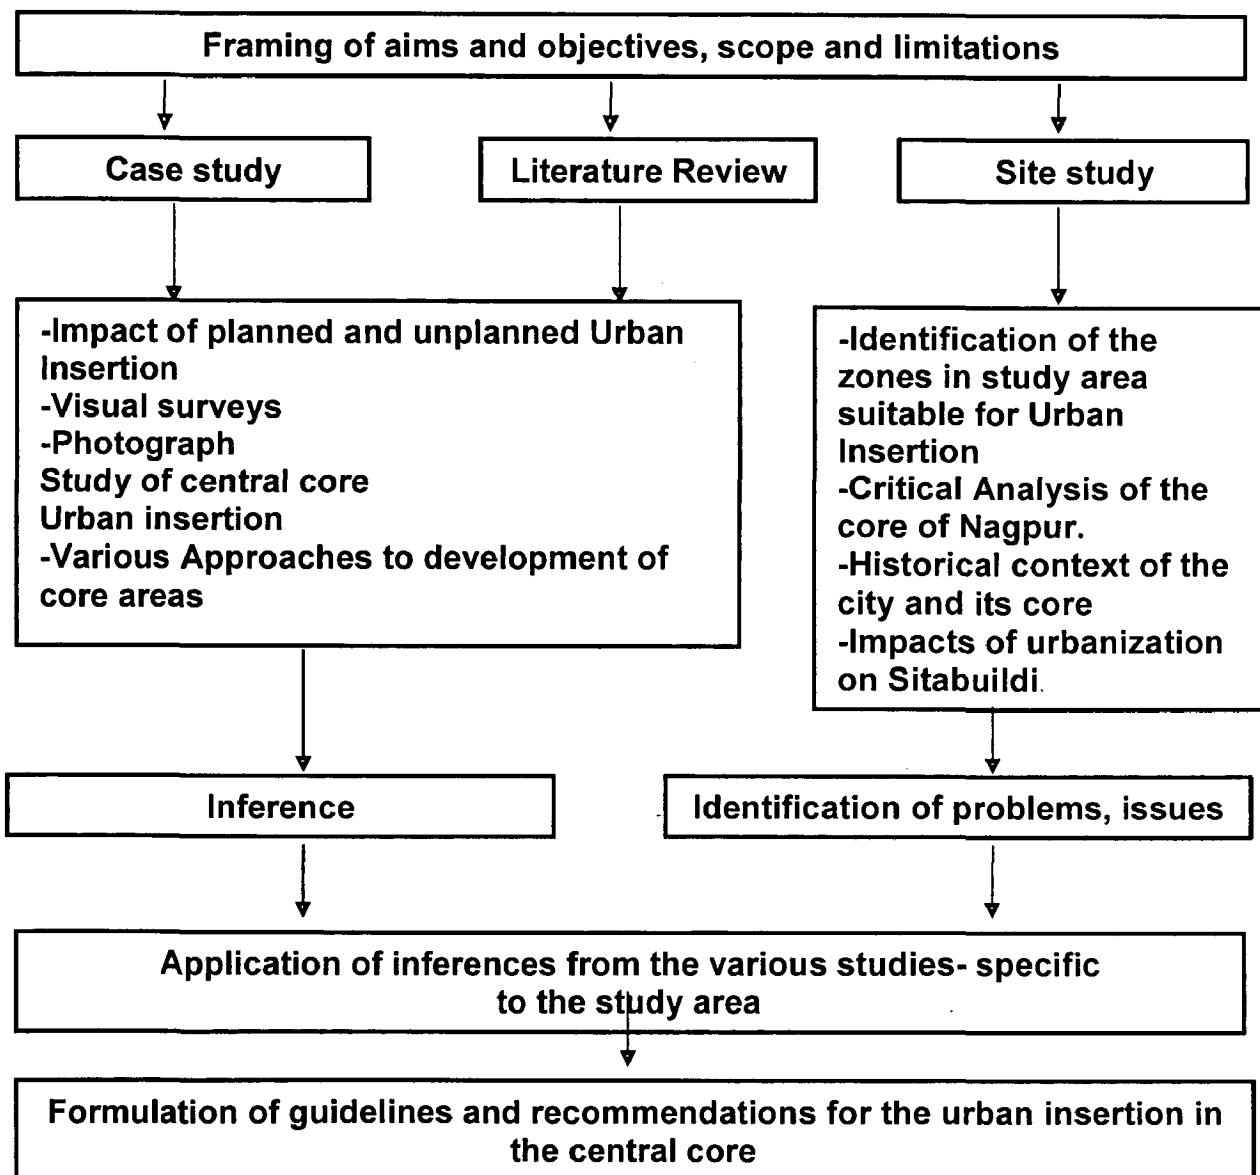 Framing of aims and objectives, scope and limitations
Case study
Literature Review
Site study
-Impact of planned and unplanned Urban
Insertion
-Visual surveys
-Photograph
Study of central core
Urban insertion
-Various Approaches to development of
core areas
-Identification of the
zones in study area
suitable for Urban
Insertion
-Critical Analysis of the
core of Nagpur.
-Historical context of the
city and its core
-Impacts of urbanization
on Sitabuildi.
Inference
Identification of problems, issues
Application of inferences from the various studies- specific
to the study area
Formulation of guidelines and recommendations for the urban insertion in
the central core